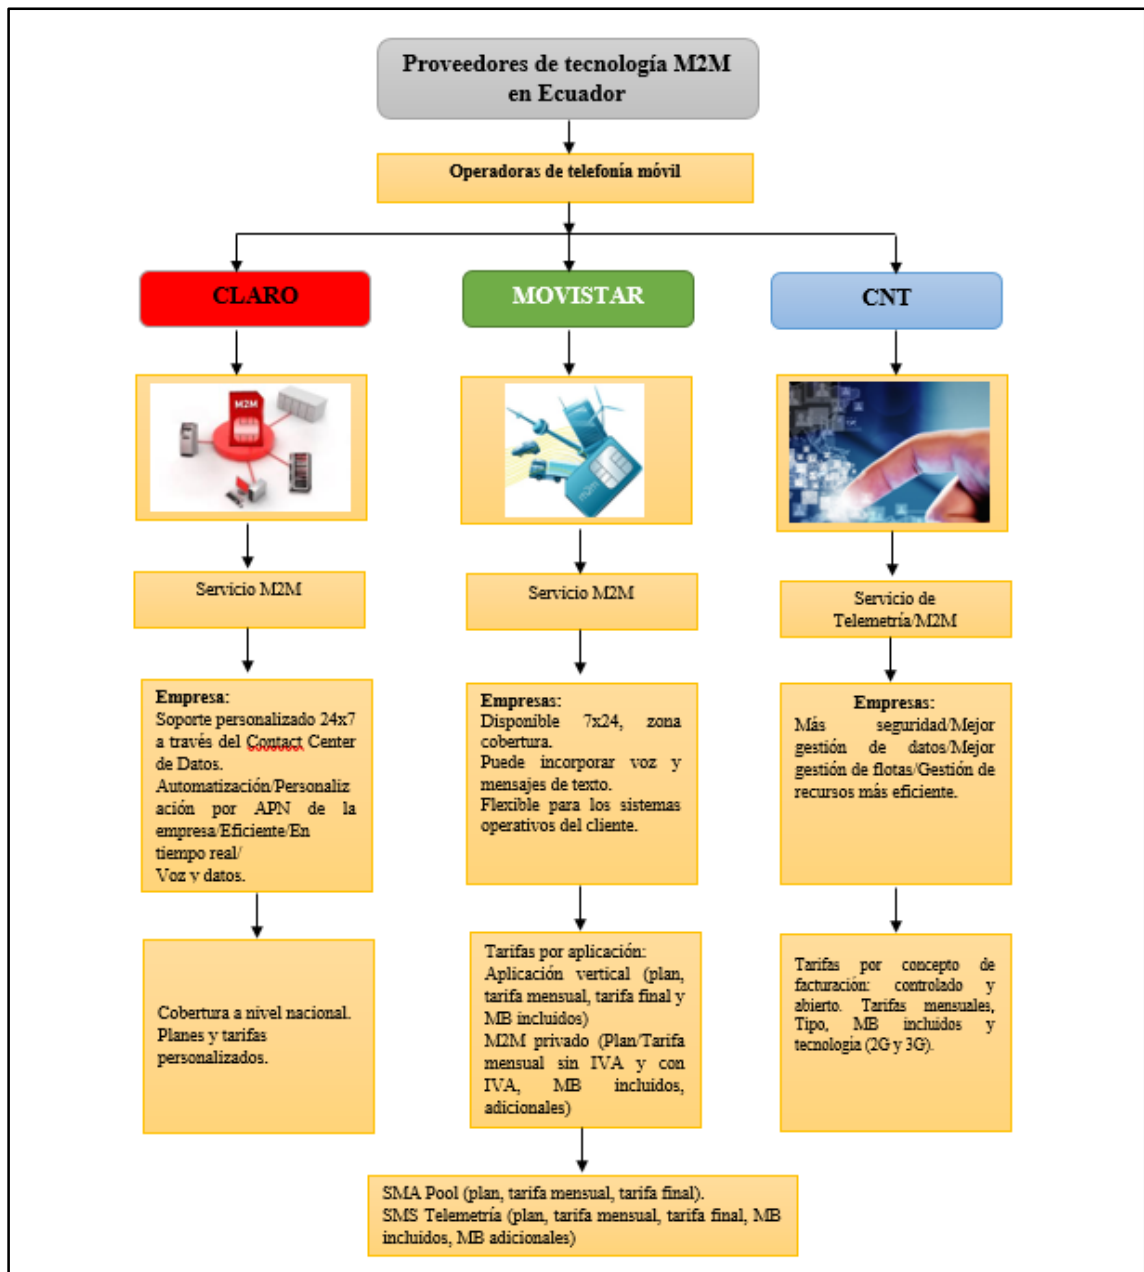 Proveedores de tecnología M2M
en Ecuador
Operadoras de telefonía móvil
CLARO
MOVISTAR
CNT
M2M
m2m
Servicio M2M
Servicio M2M
Servicio de
Telemetría/M2M
Empresa:
Soporte personalizado 24x7
a través del Contact Center
de Datos.
Automatización/Personaliz
ación por APN de la
empresa/Eficiente/En
tiempo real/
Voz y datos.
Empresas:
Disponible 7x24, zona
cobertura.
Puede incorporar voz y
mensajes de texto.
Flexible para los sistemas
operativos del cliente.
Empresas:
Más seguridad/Mejor
gestión de datos/Mejor
gestión de flotas/Gestión de
recursos más eficiente.
Cobertura a nivel nacional.
Planes y tarifas
personalizados.
Tarifas por aplicación:
Aplicación vertical (plan,
tarifa mensual, tarifa final y
MB incluidos)
M2M privado (Plan/Tarifa
mensual sin IVA y con
IVA, MB incluidos,
adicionales)
Tarifas por concepto de
facturación: controlado y
abierto. Tarifas mensuales,
Tipo, MB incluidos y
tecnología (2G y 3G).
SMA Pool (plan, tarifa mensual, tarifa final).
SMS Telemetría (plan, tarifa mensual, tarifa final, MB
incluidos, MB adicionales)